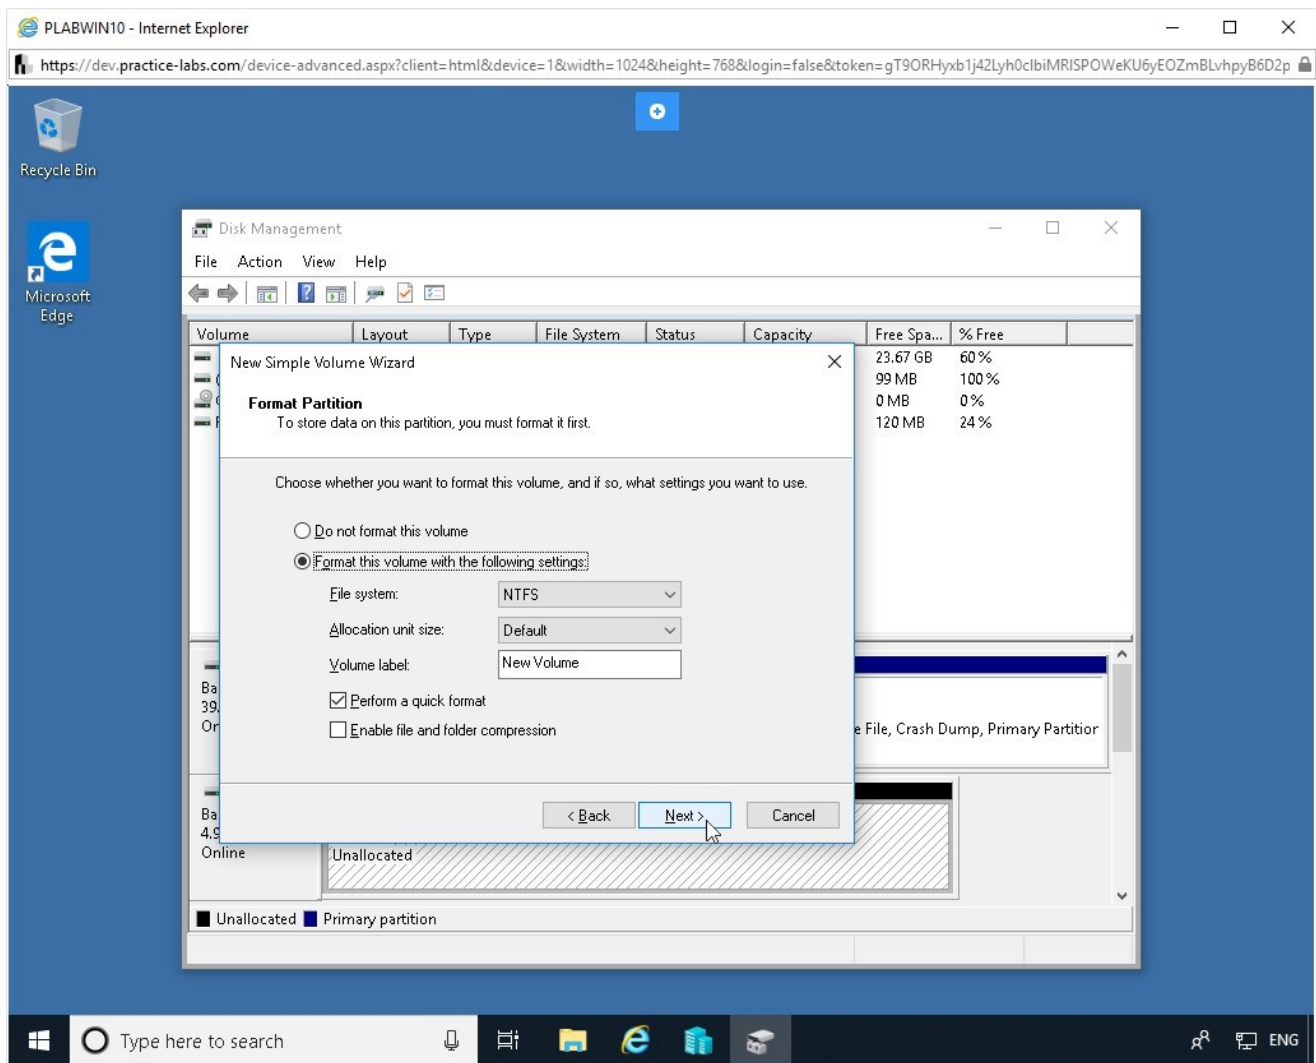 PLABWIN10 - Internet Explorer
https://dev.practice-labs.com/device-advanced.aspx?client=html&device=1&width=1024&height=768&login=false&token=gT9ORHyxb1j42Lyh0cIbiMRISPOWeKU6yEOZmBLvhpyB6D2p
Recycle Bin
Microsoft
Edge
Disk Management
File Action View Help
Volume Layout Type File System Status Capacity Free Spa... % Free
23.67 GB 60 %
99 MB 100 %
0 MB 0 %
120 MB 24 %
New Simple Volume Wizard
Format Partition
To store data on this partition, you must format it first.
Choose whether you want to format this volume, and if so, what settings you want to use.
Do not format this volume
Format this volume with the following settings:
File system: NTFS
Allocation unit size: Default
Volume label: New Volume
Perform a quick format
Enable file and folder compression
< Back Next > Cancel
Ba
39.
Or
e File, Crash Dump, Primary Partition
Ba
4.9
Online
Unallocated
Unallocated Primary partition
Type here to search
ENG